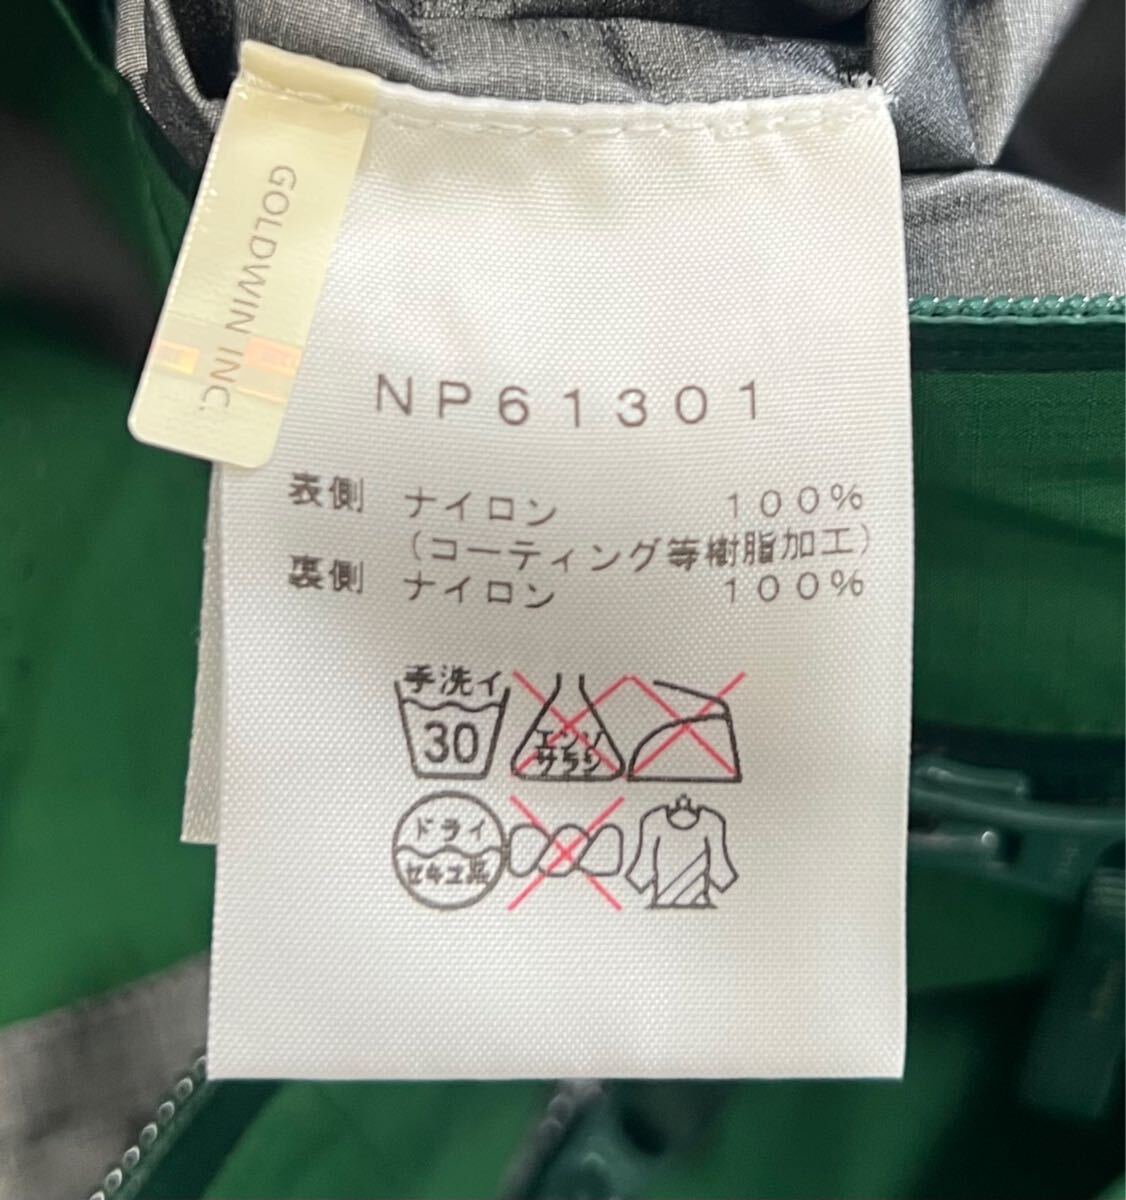 GOLDWIN INC.
NP61301
表側 ナイロン 100%
(コーティング等樹脂加工)
裏側 ナイロン 100%
手洗イ
30
エンソ
サラシ
ドライ
セキユ系